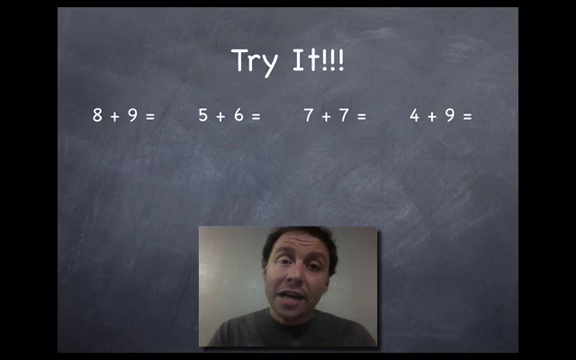 Try It!!!
8 + 9 = 5 + 6 = 7 + 7 = 4 + 9 =